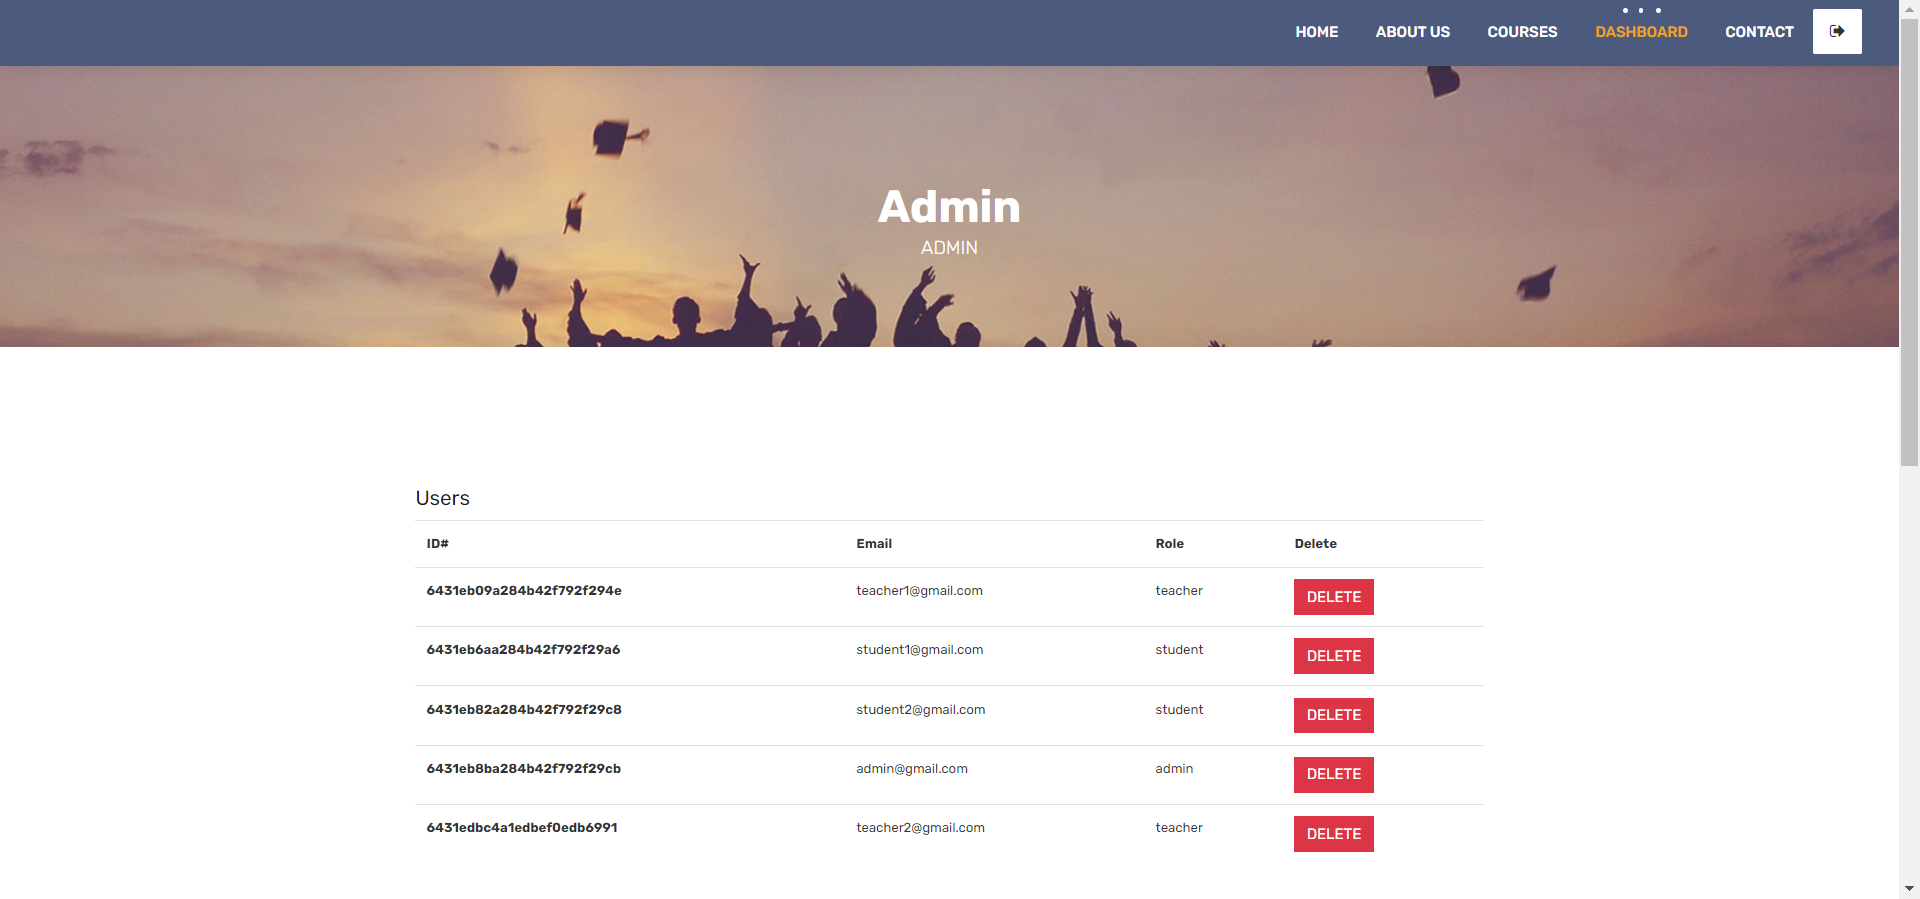 HOME ABOUT US COURSES DASHBOARD CONTACT
Admin
ADMIN
Users
ID# Email Role Delete
6431eb09a284b42f792f294e teacher1@gmail.com teacher DELETE
6431eb6aa284b42f792f29a6 student1@gmail.com student DELETE
6431eb82a284b42f792f29c8 student2@gmail.com student DELETE
6431eb8ba284b42f792f29cb admin@gmail.com admin DELETE
6431edbc4a1edbef0edb6991 teacher2@gmail.com teacher DELETE